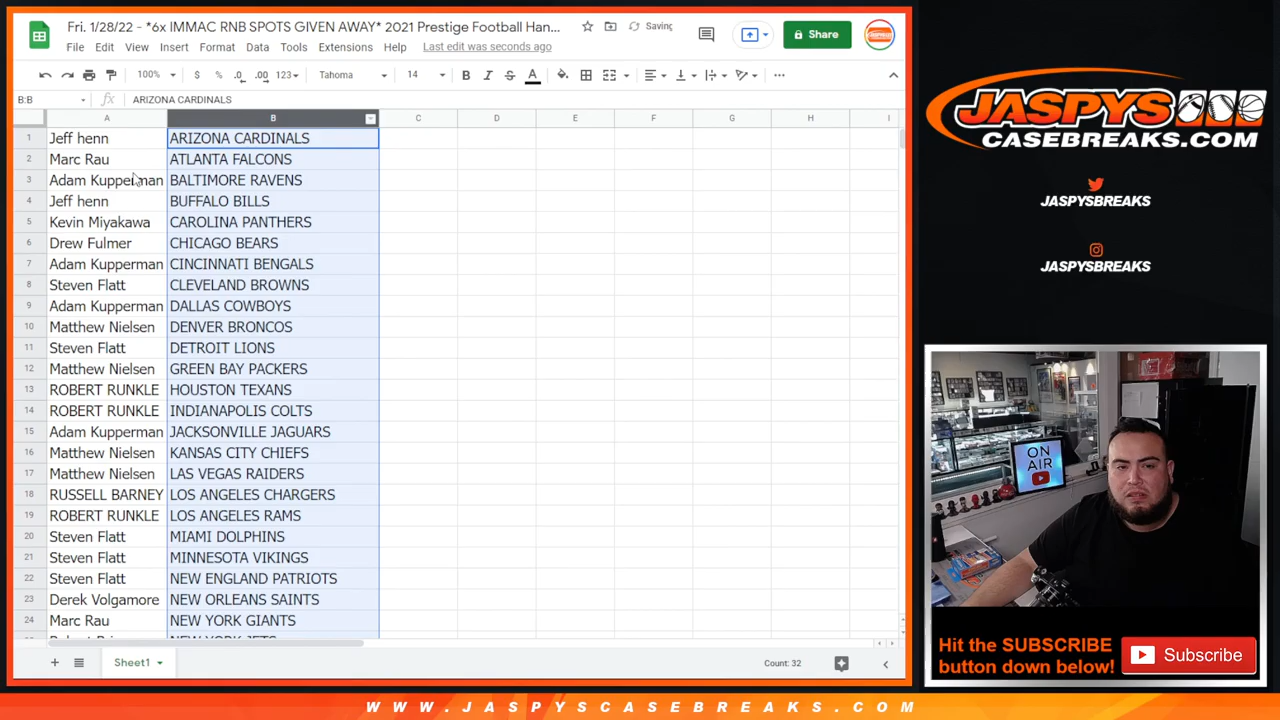 Fri. 1/28/22 - *6x IMMAC RNB SPOTS GIVEN AWAY* 2021 Prestige Football Han...
Saving
Share
File Edit View Insert Format Data Tools Extensions Help Last edit was seconds ago
100% $ % .0 .00 123 Tahoma 14 B I S A
B:B fx ARIZONA CARDINALS
A B C D E F G H I
1 Jeff henn ARIZONA CARDINALS
2 Marc Rau ATLANTA FALCONS
3 Adam Kupperman BALTIMORE RAVENS
4 Jeff henn BUFFALO BILLS
5 Kevin Miyakawa CAROLINA PANTHERS
6 Drew Fulmer CHICAGO BEARS
7 Adam Kupperman CINCINNATI BENGALS
8 Steven Flatt CLEVELAND BROWNS
9 Adam Kupperman DALLAS COWBOYS
10 Matthew Nielsen DENVER BRONCOS
11 Steven Flatt DETROIT LIONS
12 Matthew Nielsen GREEN BAY PACKERS
13 ROBERT RUNKLE HOUSTON TEXANS
14 ROBERT RUNKLE INDIANAPOLIS COLTS
15 Adam Kupperman JACKSONVILLE JAGUARS
16 Matthew Nielsen KANSAS CITY CHIEFS
17 Matthew Nielsen LAS VEGAS RAIDERS
18 RUSSELL BARNEY LOS ANGELES CHARGERS
19 ROBERT RUNKLE LOS ANGELES RAMS
20 Steven Flatt MIAMI DOLPHINS
21 Steven Flatt MINNESOTA VIKINGS
22 Steven Flatt NEW ENGLAND PATRIOTS
23 Derek Volgamore NEW ORLEANS SAINTS
24 Marc Rau NEW YORK GIANTS
NEW YORK JETS
Sheet1
Count: 32
JASPYS
CASEBREAKS.COM
JASPYSBREAKS
JASPYSBREAKS
ON
AIR
Hit the SUBSCRIBE
button down below!
Subscribe
WWW.JASPYSCASEBREAKS.COM